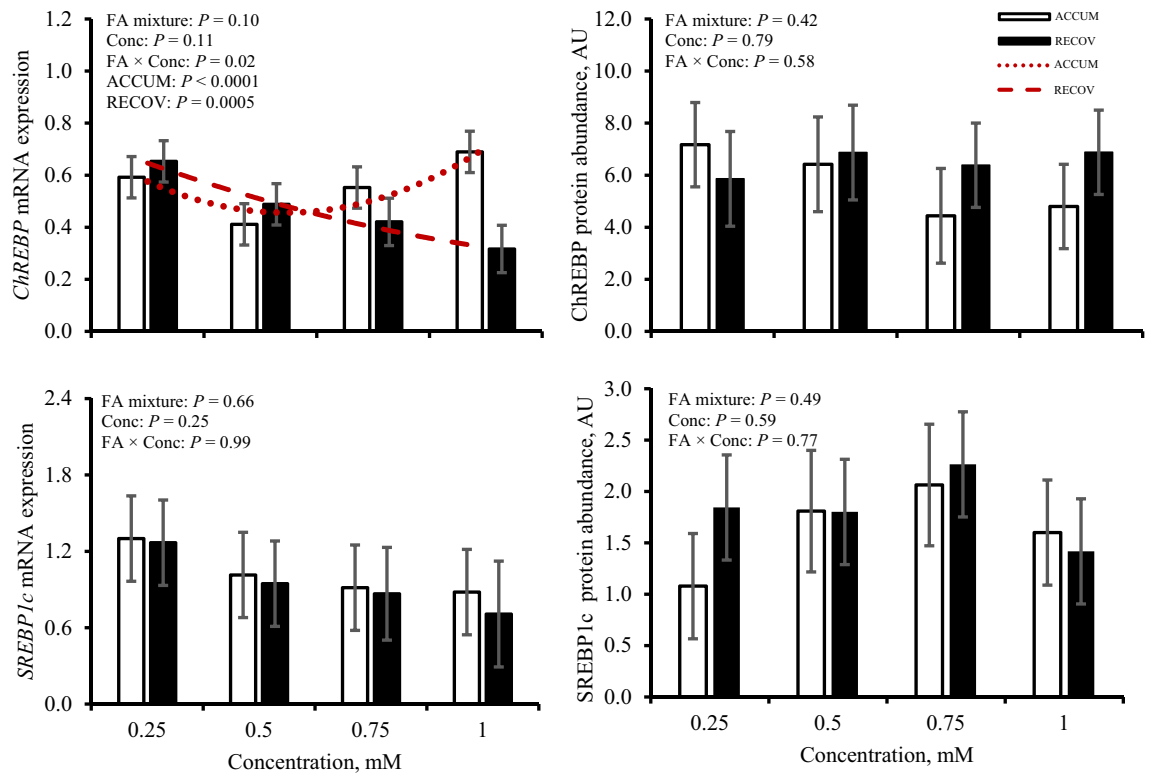 FA mixture: P = 0.10
Conc: P = 0.11
FA × Conc: P = 0.02
ACCUM: P < 0.0001
RECOV: P = 0.0005
ChREBP mRNA expression
1.2
1.0
0.8
0.6
0.4
0.2
0.0
FA mixture: P = 0.42
Conc: P = 0.79
FA × Conc: P = 0.58
ACCUM
RECOV
ACCUM
RECOV
ChREBP protein abundance, AU
12.0
10.0
8.0
6.0
4.0
2.0
0.0
FA mixture: P = 0.66
Conc: P = 0.25
FA × Conc: P = 0.99
SREBP1c mRNA expression
2.4
1.8
1.2
0.6
0.0
0.25 0.5 0.75 1
Concentration, mM
FA mixture: P = 0.49
Conc: P = 0.59
FA × Conc: P = 0.77
SREBP1c protein abundance, AU
3.0
2.5
2.0
1.5
1.0
0.5
0.0
0.25 0.5 0.75 1
Concentration, mM